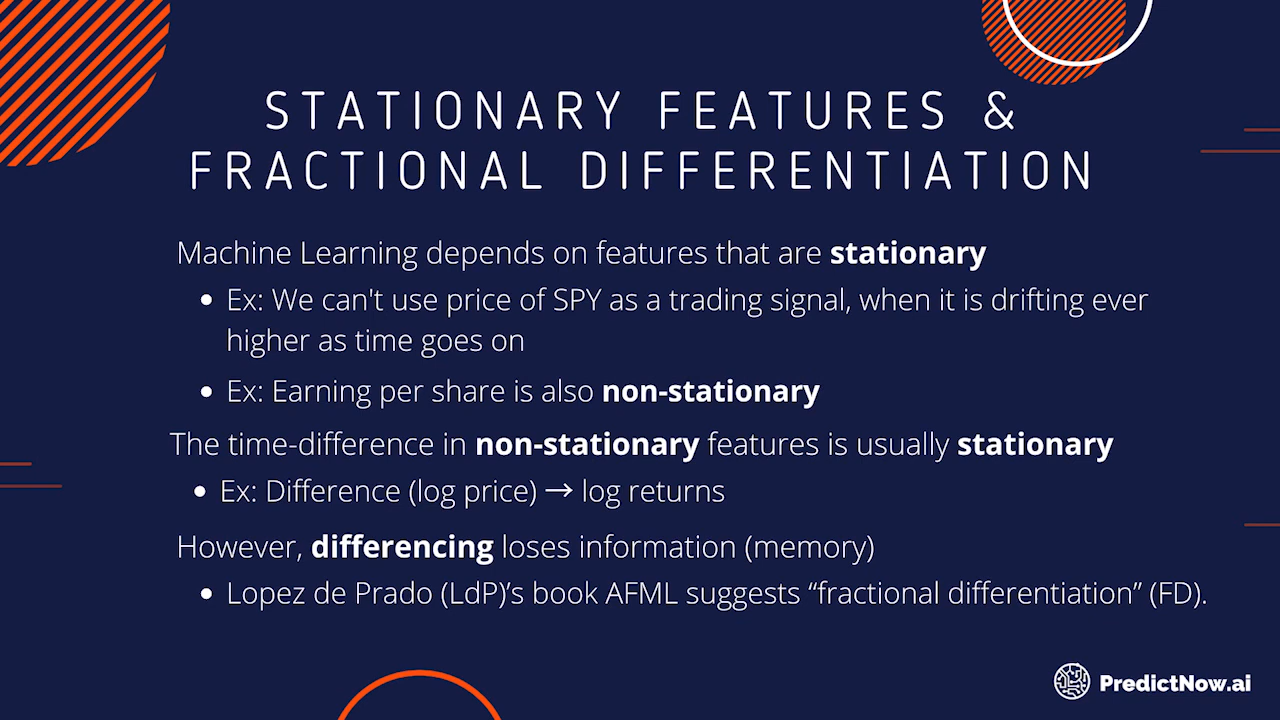 STATIONARY FEATURES &
FRACTIONAL DIFFERENTIATION
Machine Learning depends on features that are stationary
• Ex: We can't use price of SPY as a trading signal, when it is drifting ever
higher as time goes on
• Ex: Earning per share is also non-stationary
The time-difference in non-stationary features is usually stationary
• Ex: Difference (log price) → log returns
However, differencing loses information (memory)
• Lopez de Prado (LdP)’s book AFML suggests “fractional differentiation” (FD).
PredictNow.ai